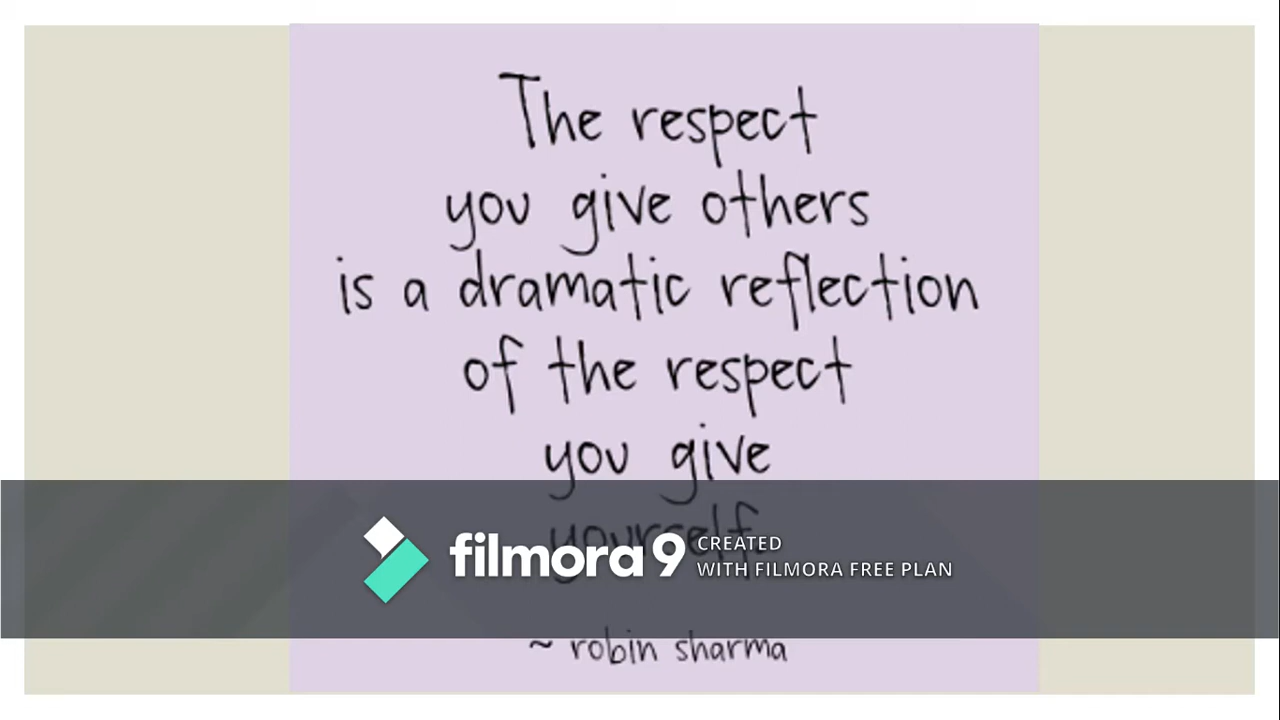 The respect
you give others
is a dramatic reflection
of the respect
you give
yourself.
filmora9 CREATED
WITH FILMORA FREE PLAN
~ robin sharma